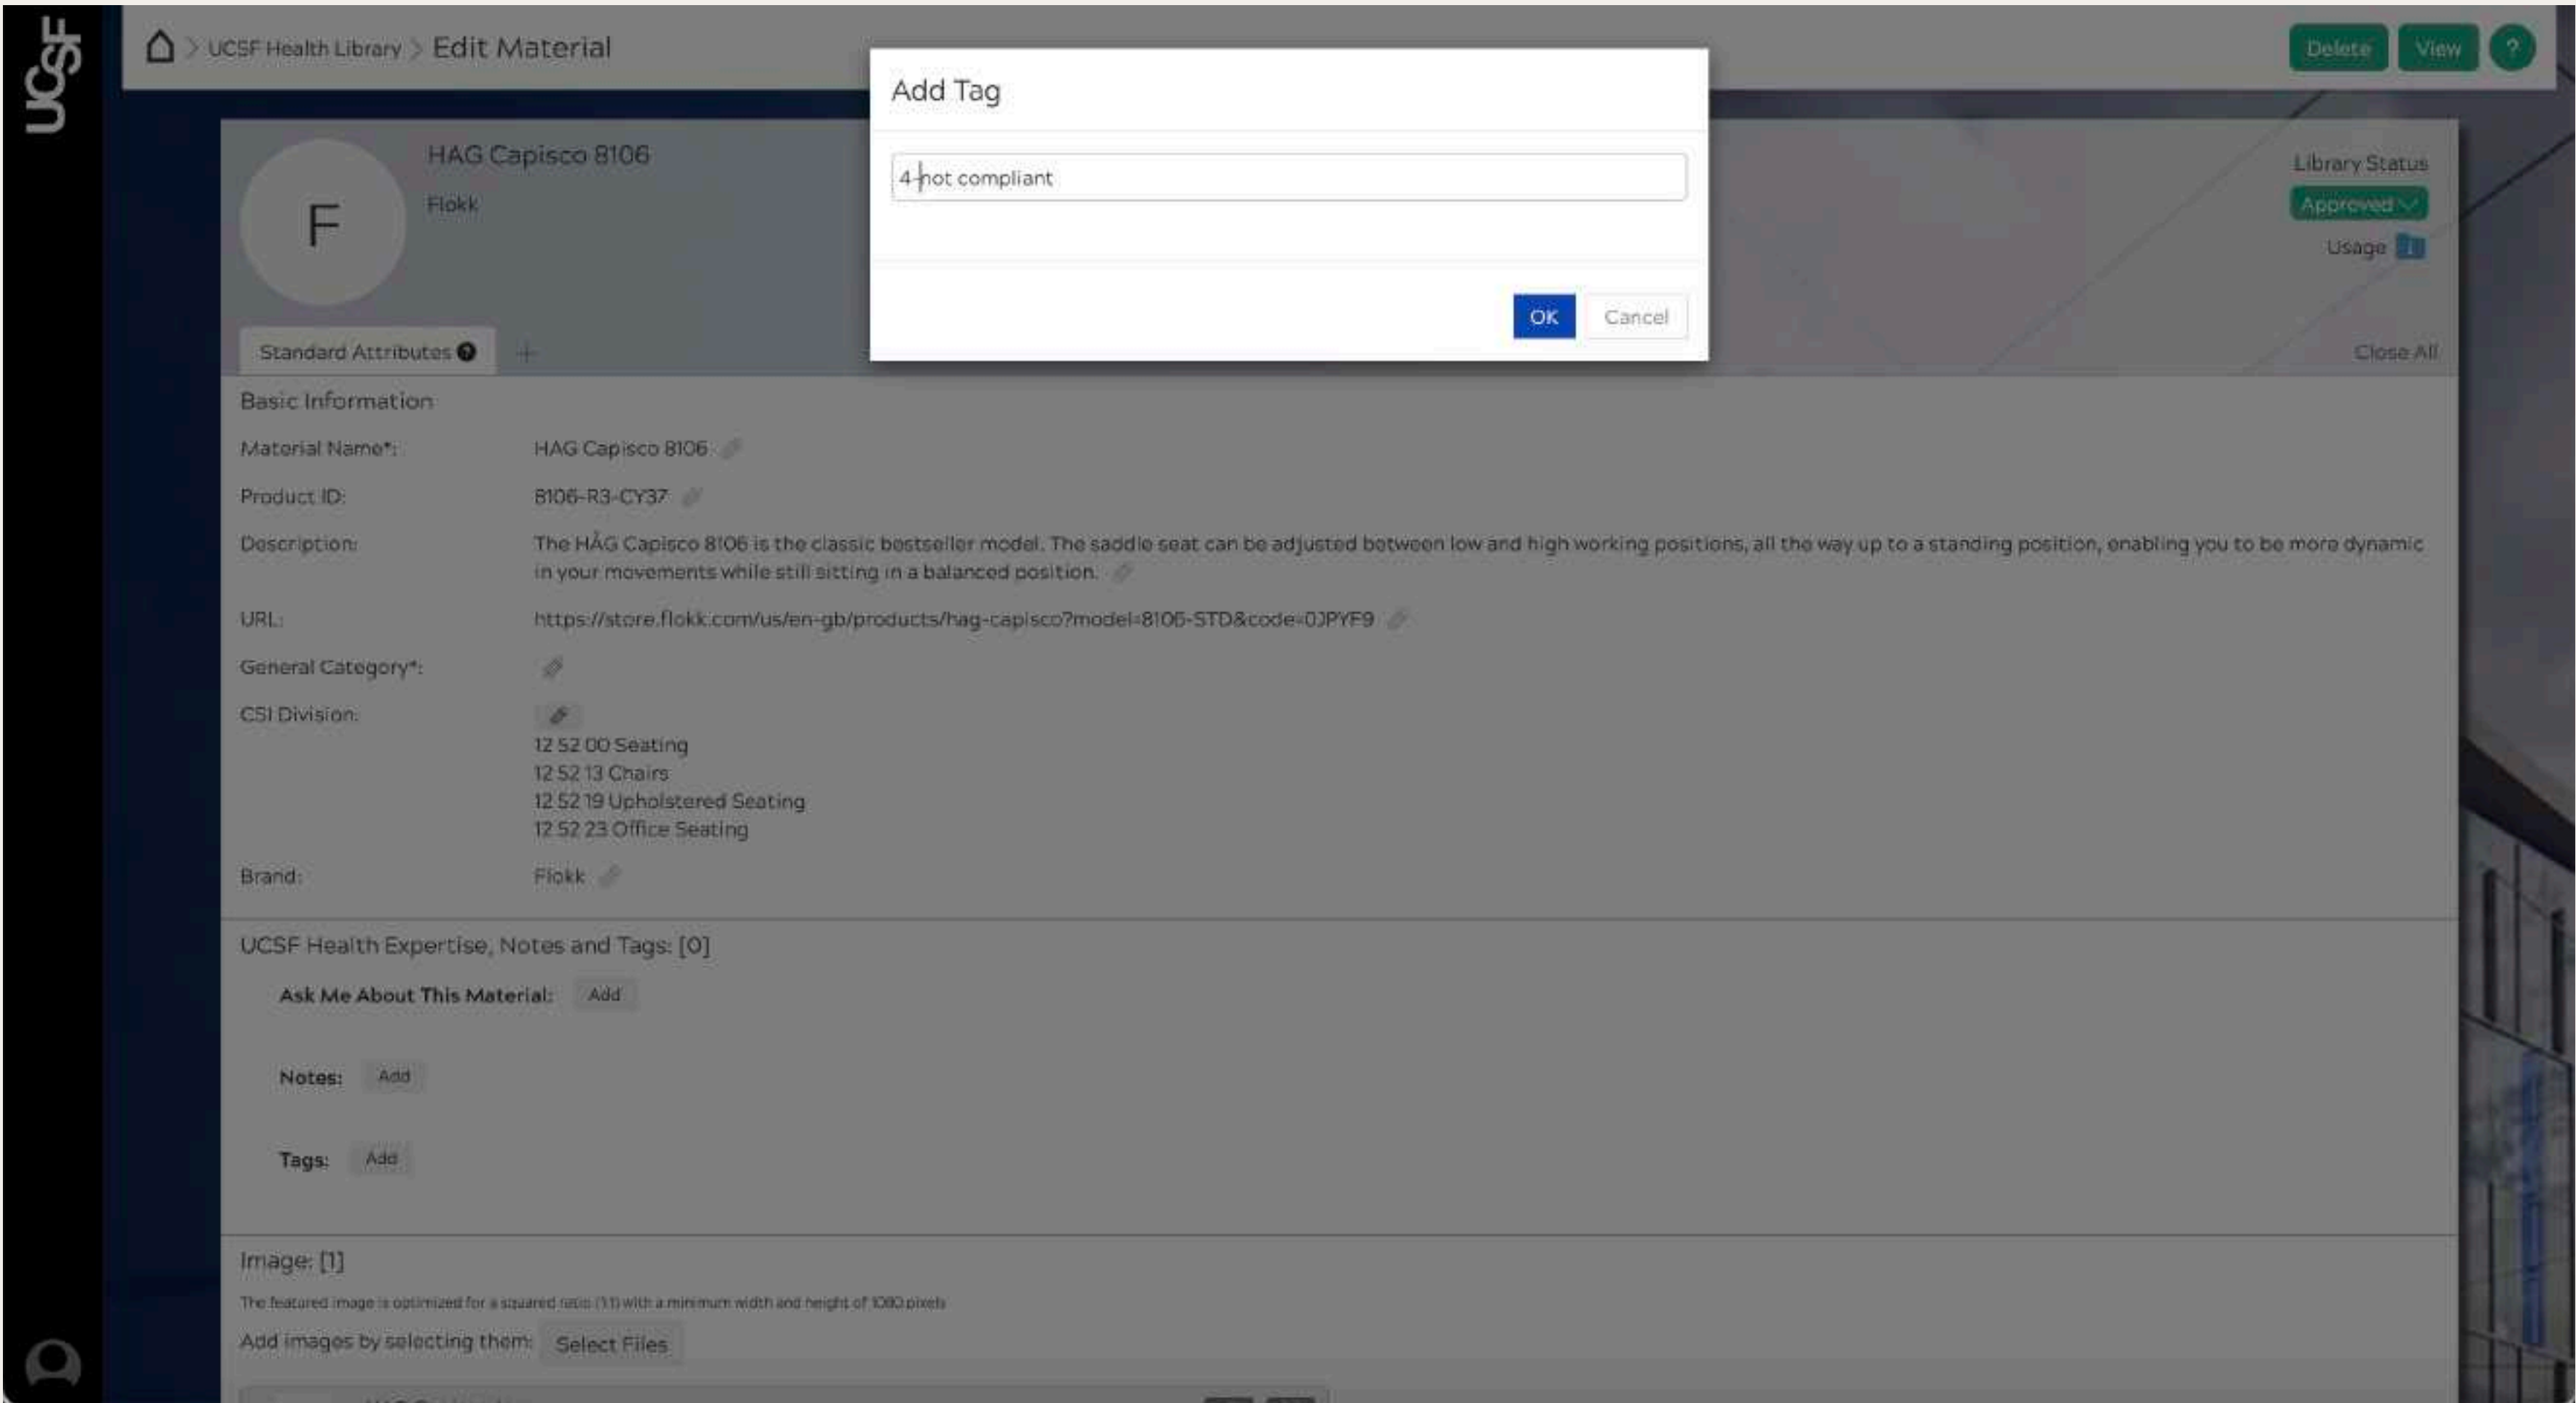 UCSF
UCSF Health Library > Edit Material
Delete
View
?
Add Tag
4-not compliant
OK
Cancel
F
HAG Capisco 8106
Flokk
Library Status
Approved
Usage
Standard Attributes ?
+
Close All
Basic Information
Material Name*: HAG Capisco 8106
Product ID: 8106-R3-CY37
Description: The HÅG Capisco 8106 is the classic bestseller model. The saddle seat can be adjusted between low and high working positions, all the way up to a standing position, enabling you to be more dynamic
in your movements while still sitting in a balanced position.
URL: https://store.flokk.com/us/en-gb/products/hag-capisco?model=8106-STD&code=0JPYF9
General Category*:
CSI Division:
12 52 00 Seating
12 52 13 Chairs
12 52 19 Upholstered Seating
12 52 23 Office Seating
Brand: Flokk
UCSF Health Expertise, Notes and Tags: [0]
Ask Me About This Material: Add
Notes: Add
Tags: Add
Image: [1]
The featured image is optimized for a squared ratio (1:1) with a minimum width and height of 1080 pixels
Add images by selecting them: Select Files